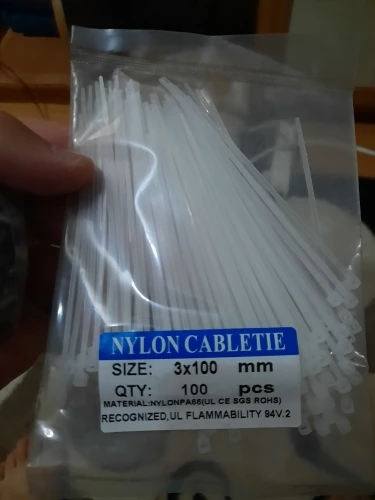 NYLON CABLETIE
SIZE: 3x100 mm
QTY: 100 pcs
MATERIAL:NYLONPA66(UL CE SGS ROHS)
RECOGNIZED,UL FLAMMABILITY 94V.2